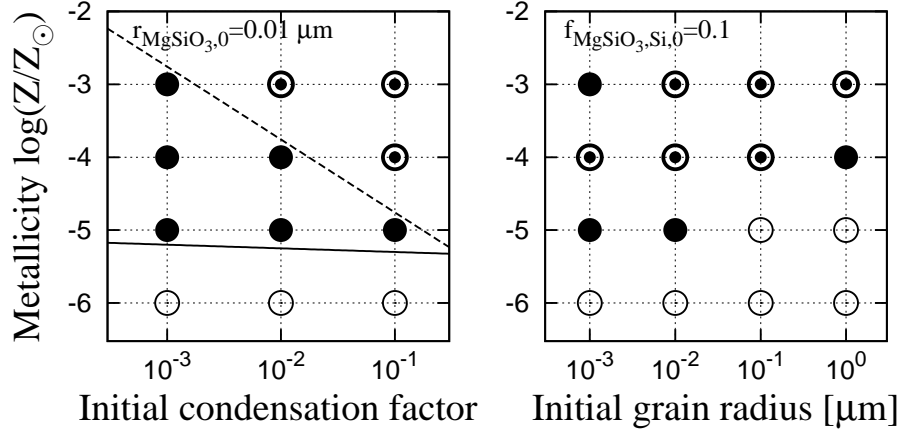 Metallicity log(Z/Z☉)
-2
-3
-4
-5
-6
r_MgSiO₃,0=0.01 μm
10⁻³ 10⁻² 10⁻¹
Initial condensation factor
-2
-3
-4
-5
-6
f_MgSiO₃,Si,0=0.1
10⁻³ 10⁻² 10⁻¹ 10⁰
Initial grain radius [μm]